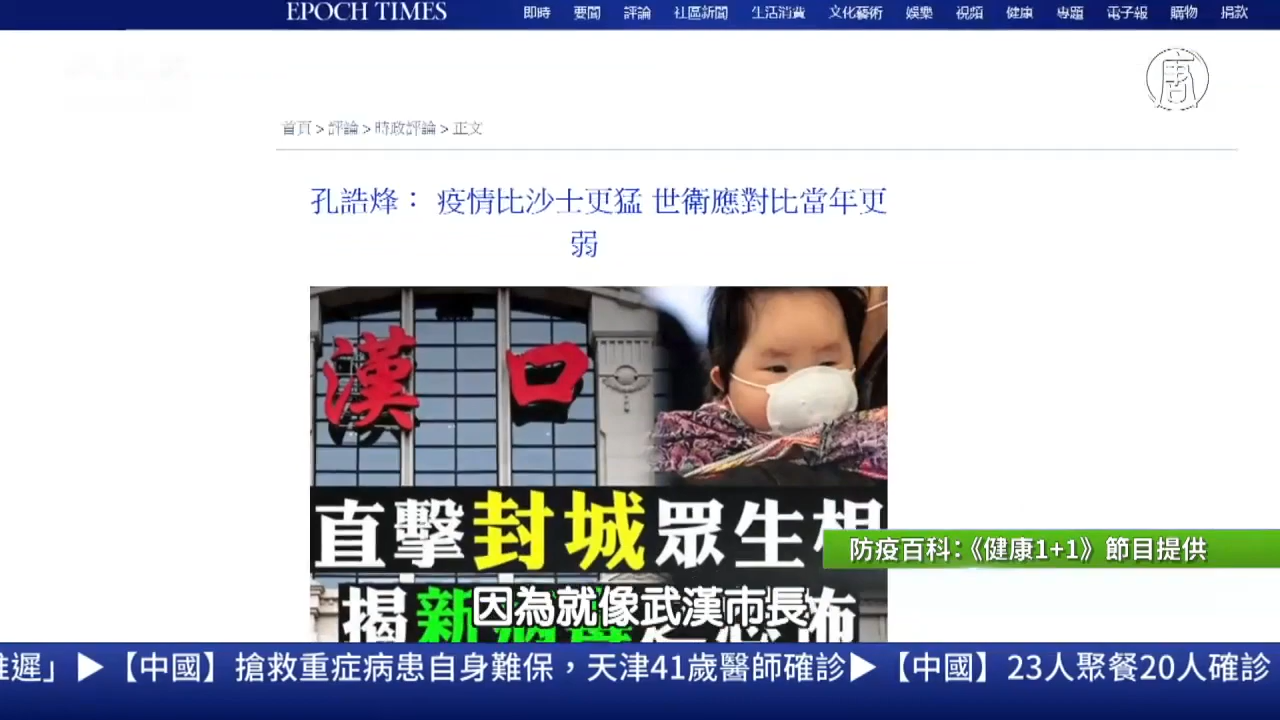 EPOCH TIMES 即時 要聞 評論 社區新聞 生活消費 文化藝術 娛樂 視頻 健康 專題 電子報 購物 捐款
首頁 > 評論 > 時政評論 > 正文
孔誥烽： 疫情比沙士更猛 世衛應對比當年更
弱
漢口
直擊封城眾生相
防疫百科：《健康1+1》節目提供
揭新
因為就像武漢市長
遲」▶【中國】搶救重症病患自身難保，天津41歲醫師確診▶【中國】23人聚餐20人確診